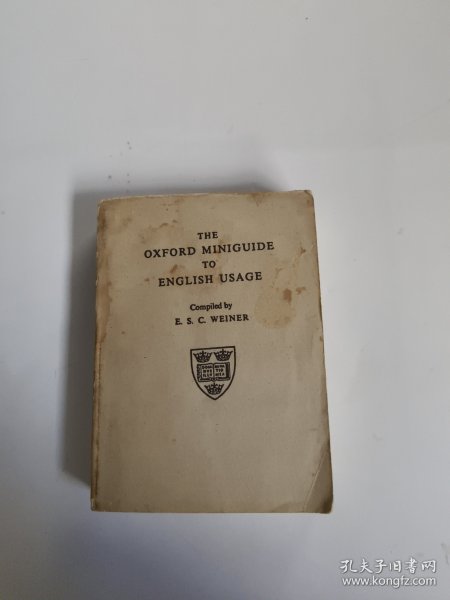 THE
OXFORD MINIGUIDE
TO
ENGLISH USAGE
Compiled by
E. S. C. WEINER
孔夫子旧书网
www.kongfz.com